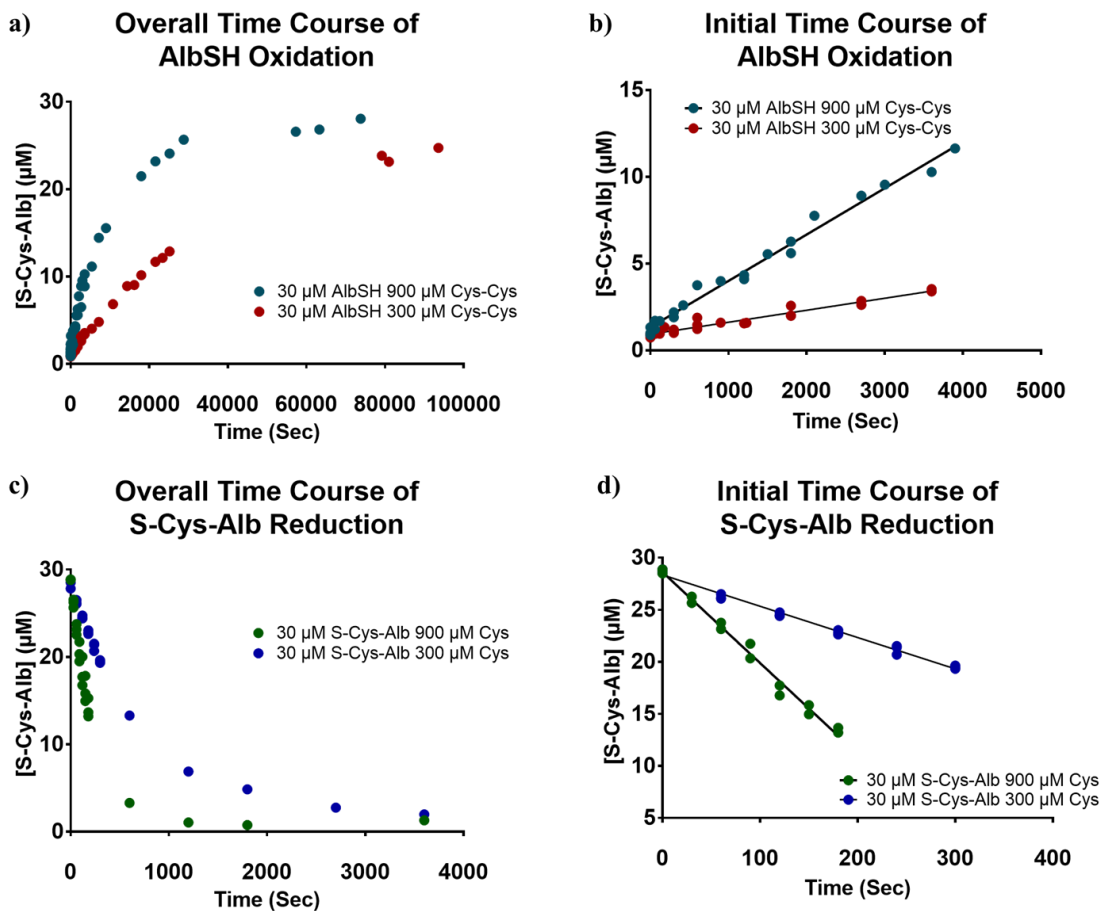 a)
Overall Time Course of
AlbSH Oxidation
[S-Cys-Alb] (µM)
30
20
10
0
30 µM AlbSH 900 µM Cys-Cys
30 µM AlbSH 300 µM Cys-Cys
0 20000 40000 60000 80000 100000
Time (Sec)
b)
Initial Time Course of
AlbSH Oxidation
[S-Cys-Alb] (µM)
15
10
5
0
30 µM AlbSH 900 µM Cys-Cys
30 µM AlbSH 300 µM Cys-Cys
0 1000 2000 3000 4000 5000
Time (Sec)
c)
Overall Time Course of
S-Cys-Alb Reduction
[S-Cys-Alb] (µM)
30
20
10
0
30 µM S-Cys-Alb 900 µM Cys
30 µM S-Cys-Alb 300 µM Cys
0 1000 2000 3000 4000
Time (Sec)
d)
Initial Time Course of
S-Cys-Alb Reduction
[S-Cys-Alb] (µM)
30
25
20
15
10
5
30 µM S-Cys-Alb 900 µM Cys
30 µM S-Cys-Alb 300 µM Cys
0 100 200 300 400
Time (Sec)